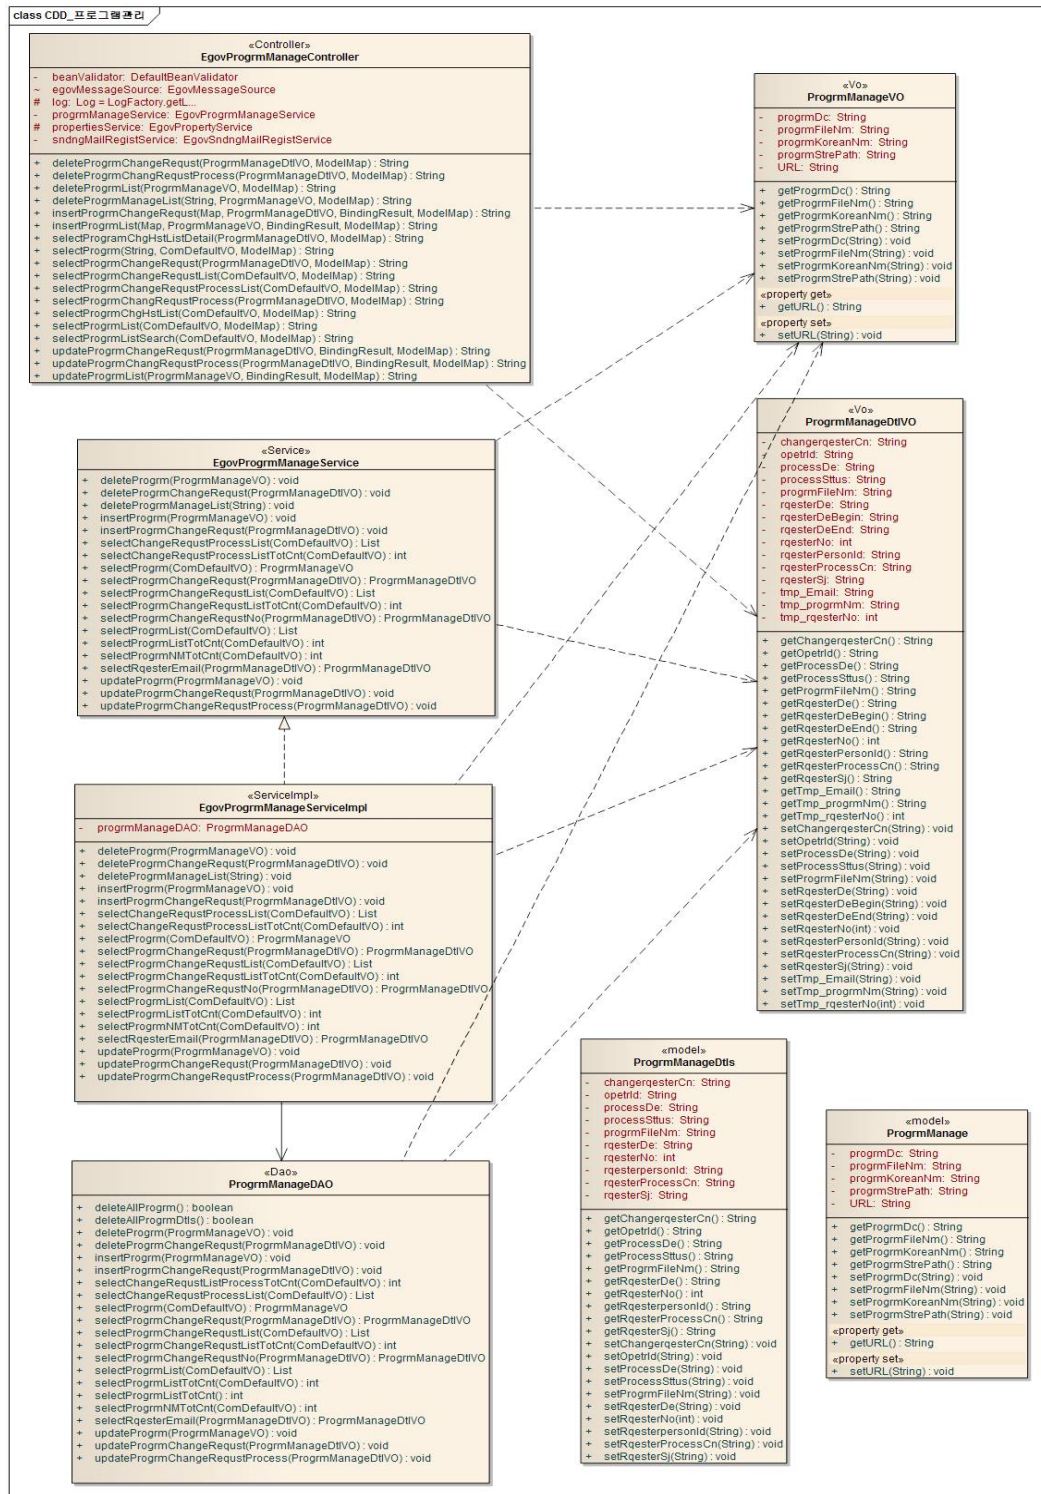 class CDD_프로그램관리
«Controller»
EgovProgrmManageController
- beanValidator: DefaultBeanValidator
~ egovMessageSource: EgovMessageSource
# log: Log = LogFactory.getL...
- progrmManageService: EgovProgrmManageService
# propertiesService: EgovPropertyService
- sndngMailRegistService: EgovSndngMailRegistService
+ deleteProgrmChangeRequst(ProgrmManageDtlVO, ModelMap) : String
+ deleteProgrmChangRequstProcess(ProgrmManageDtlVO, ModelMap) : String
+ deleteProgrmList(ProgrmManageVO, ModelMap) : String
+ deleteProgrmManageList(String, ProgrmManageVO, ModelMap) : String
+ insertProgrmChangeRequst(Map, ProgrmManageDtlVO, BindingResult, ModelMap) : String
+ insertProgrmList(Map, ProgrmManageVO, BindingResult, ModelMap) : String
+ selectProgramChgHstListDetail(ProgrmManageDtlVO, ModelMap) : String
+ selectProgrm(String, ComDefaultVO, ModelMap) : String
+ selectProgrmChangeRequst(ProgrmManageDtlVO, ModelMap) : String
+ selectProgrmChangeRequstList(ComDefaultVO, ModelMap) : String
+ selectProgrmChangeRequstProcessList(ComDefaultVO, ModelMap) : String
+ selectProgrmChangRequstProcess(ProgrmManageDtlVO, ModelMap) : String
+ selectProgrmChgHstList(ComDefaultVO, ModelMap) : String
+ selectProgrmList(ComDefaultVO, ModelMap) : String
+ selectProgrmListSearch(ComDefaultVO, ModelMap) : String
+ updateProgrmChangeRequst(ProgrmManageDtlVO, BindingResult, ModelMap) : String
+ updateProgrmChangRequstProcess(ProgrmManageDtlVO, BindingResult, ModelMap) : String
+ updateProgrmList(ProgrmManageVO, BindingResult, ModelMap) : String
«Vo»
ProgrmManageVO
- progrmDc: String
- progrmFileNm: String
- progrmKoreanNm: String
- progrmStrePath: String
- URL: String
+ getProgrmDc() : String
+ getProgrmFileNm() : String
+ getProgrmKoreanNm() : String
+ getProgrmStrePath() : String
+ setProgrmDc(String) : void
+ setProgrmFileNm(String) : void
+ setProgrmKoreanNm(String) : void
+ setProgrmStrePath(String) : void
«property get»
+ getURL() : String
«property set»
+ setURL(String) : void
«Service»
EgovProgrmManageService
+ deleteProgrm(ProgrmManageVO) : void
+ deleteProgrmChangeRequst(ProgrmManageDtlVO) : void
+ deleteProgrmManageList(String) : void
+ insertProgrm(ProgrmManageVO) : void
+ insertProgrmChangeRequst(ProgrmManageDtlVO) : void
+ selectChangeRequstProcessList(ComDefaultVO) : List
+ selectChangeRequstProcessListTotCnt(ComDefaultVO) : int
+ selectProgrm(ComDefaultVO) : ProgrmManageVO
+ selectProgrmChangeRequst(ProgrmManageDtlVO) : ProgrmManageDtlVO
+ selectProgrmChangeRequstList(ComDefaultVO) : List
+ selectProgrmChangeRequstListTotCnt(ComDefaultVO) : int
+ selectProgrmChangeRequstNo(ProgrmManageDtlVO) : ProgrmManageDtlVO
+ selectProgrmList(ComDefaultVO) : List
+ selectProgrmListTotCnt(ComDefaultVO) : int
+ selectProgrmNMTotCnt(ComDefaultVO) : int
+ selectRqesterEmail(ProgrmManageDtlVO) : ProgrmManageDtlVO
+ updateProgrm(ProgrmManageVO) : void
+ updateProgrmChangeRequst(ProgrmManageDtlVO) : void
+ updateProgrmChangeRequstProcess(ProgrmManageDtlVO) : void
«Vo»
ProgrmManageDtlVO
- changerqesterCn: String
- opetrId: String
- processDe: String
- processSttus: String
- progrmFileNm: String
- rqesterDe: String
- rqesterDeBegin: String
- rqesterDeEnd: String
- rqesterNo: int
- rqesterPersonId: String
- rqesterProcessCn: String
- rqesterSj: String
- tmp_Email: String
- tmp_progrmNm: String
- tmp_rqesterNo: int
+ getChangerqesterCn() : String
+ getOpetrId() : String
+ getProcessDe() : String
+ getProcessSttus() : String
+ getProgrmFileNm() : String
+ getRqesterDe() : String
+ getRqesterDeBegin() : String
+ getRqesterDeEnd() : String
+ getRqesterNo() : int
+ getRqesterPersonId() : String
+ getRqesterProcessCn() : String
+ getRqesterSj() : String
+ getTmp_Email() : String
+ getTmp_progrmNm() : String
+ getTmp_rqesterNo() : int
+ setChangerqesterCn(String) : void
+ setOpetrId(String) : void
+ setProcessDe(String) : void
+ setProcessSttus(String) : void
+ setProgrmFileNm(String) : void
+ setRqesterDe(String) : void
+ setRqesterDeBegin(String) : void
+ setRqesterDeEnd(String) : void
+ setRqesterNo(int) : void
+ setRqesterPersonId(String) : void
+ setRqesterProcessCn(String) : void
+ setRqesterSj(String) : void
+ setTmp_Email(String) : void
+ setTmp_progrmNm(String) : void
+ setTmp_rqesterNo(int) : void
«ServiceImpl»
EgovProgrmManageServiceImpl
- progrmManageDAO: ProgrmManageDAO
+ deleteProgrm(ProgrmManageVO) : void
+ deleteProgrmChangeRequst(ProgrmManageDtlVO) : void
+ deleteProgrmManageList(String) : void
+ insertProgrm(ProgrmManageVO) : void
+ insertProgrmChangeRequst(ProgrmManageDtlVO) : void
+ selectChangeRequstProcessList(ComDefaultVO) : List
+ selectChangeRequstProcessListTotCnt(ComDefaultVO) : int
+ selectProgrm(ComDefaultVO) : ProgrmManageVO
+ selectProgrmChangeRequst(ProgrmManageDtlVO) : ProgrmManageDtlVO
+ selectProgrmChangeRequstList(ComDefaultVO) : List
+ selectProgrmChangeRequstListTotCnt(ComDefaultVO) : int
+ selectProgrmChangeRequstNo(ProgrmManageDtlVO) : ProgrmManageDtlVO
+ selectProgrmList(ComDefaultVO) : List
+ selectProgrmListTotCnt(ComDefaultVO) : int
+ selectProgrmNMTotCnt(ComDefaultVO) : int
+ selectRqesterEmail(ProgrmManageDtlVO) : ProgrmManageDtlVO
+ updateProgrm(ProgrmManageVO) : void
+ updateProgrmChangeRequst(ProgrmManageDtlVO) : void
+ updateProgrmChangeRequstProcess(ProgrmManageDtlVO) : void
«Dao»
ProgrmManageDAO
+ deleteAllProgrm() : boolean
+ deleteAllProgrmDtls() : boolean
+ deleteProgrm(ProgrmManageVO) : void
+ deleteProgrmChangeRequst(ProgrmManageDtlVO) : void
+ insertProgrm(ProgrmManageVO) : void
+ insertProgrmChangeRequst(ProgrmManageDtlVO) : void
+ selectChangeRequstListProcessTotCnt(ComDefaultVO) : int
+ selectChangeRequstProcessList(ComDefaultVO) : List
+ selectProgrm(ComDefaultVO) : ProgrmManageVO
+ selectProgrmChangeRequst(ProgrmManageDtlVO) : ProgrmManageDtlVO
+ selectProgrmChangeRequstList(ComDefaultVO) : List
+ selectProgrmChangeRequstListTotCnt(ComDefaultVO) : int
+ selectProgrmChangeRequstNo(ProgrmManageDtlVO) : ProgrmManageDtlVO
+ selectProgrmList(ComDefaultVO) : List
+ selectProgrmListTotCnt(ComDefaultVO) : int
+ selectProgrmListTotCnt() : int
+ selectProgrmNMTotCnt(ComDefaultVO) : int
+ selectRqesterEmail(ProgrmManageDtlVO) : ProgrmManageDtlVO
+ updateProgrm(ProgrmManageVO) : void
+ updateProgrmChangeRequst(ProgrmManageDtlVO) : void
+ updateProgrmChangeRequstProcess(ProgrmManageDtlVO) : void
«model»
ProgrmManageDtls
- changerqesterCn: String
- opetrId: String
- processDe: String
- processSttus: String
- progrmFileNm: String
- rqesterDe: String
- rqesterNo: int
- rqesterpersonId: String
- rqesterProcessCn: String
- rqesterSj: String
+ getChangerqesterCn() : String
+ getOpetrId() : String
+ getProcessDe() : String
+ getProcessSttus() : String
+ getProgrmFileNm() : String
+ getRqesterDe() : String
+ getRqesterNo() : int
+ getRqesterpersonId() : String
+ getRqesterProcessCn() : String
+ getRqesterSj() : String
+ setChangerqesterCn(String) : void
+ setOpetrId(String) : void
+ setProcessDe(String) : void
+ setProcessSttus(String) : void
+ setProgrmFileNm(String) : void
+ setRqesterDe(String) : void
+ setRqesterNo(int) : void
+ setRqesterpersonId(String) : void
+ setRqesterProcessCn(String) : void
+ setRqesterSj(String) : void
«model»
ProgrmManage
- progrmDc: String
- progrmFileNm: String
- progrmKoreanNm: String
- progrmStrePath: String
- URL: String
+ getProgrmDc() : String
+ getProgrmFileNm() : String
+ getProgrmKoreanNm() : String
+ getProgrmStrePath() : String
+ setProgrmDc(String) : void
+ setProgrmFileNm(String) : void
+ setProgrmKoreanNm(String) : void
+ setProgrmStrePath(String) : void
«property get»
+ getURL() : String
«property set»
+ setURL(String) : void